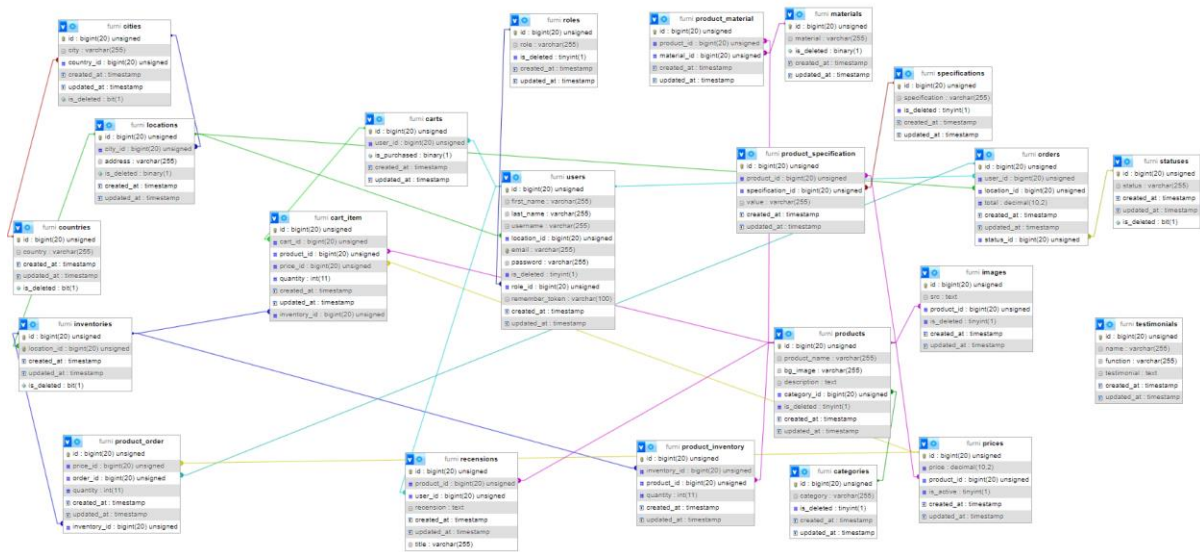 furni cities
id : bigint(20) unsigned
city : varchar(255)
country_id : bigint(20) unsigned
created_at : timestamp
updated_at : timestamp
is_deleted : bit(1)
furni roles
id : bigint(20) unsigned
role : varchar(255)
is_deleted : tinyint(1)
created_at : timestamp
updated_at : timestamp
furni product_material
id : bigint(20) unsigned
product_id : bigint(20) unsigned
material_id : bigint(20) unsigned
created_at : timestamp
updated_at : timestamp
furni materials
id : bigint(20) unsigned
material : varchar(255)
is_deleted : binary(1)
created_at : timestamp
updated_at : timestamp
furni specifications
id : bigint(20) unsigned
specification : varchar(255)
is_deleted : tinyint(1)
created_at : timestamp
updated_at : timestamp
furni locations
id : bigint(20) unsigned
city_id : bigint(20) unsigned
address : varchar(255)
is_deleted : binary(1)
created_at : timestamp
updated_at : timestamp
furni carts
id : bigint(20) unsigned
user_id : bigint(20) unsigned
is_purchased : binary(1)
created_at : timestamp
updated_at : timestamp
furni users
id : bigint(20) unsigned
first_name : varchar(255)
last_name : varchar(255)
username : varchar(255)
location_id : bigint(20) unsigned
email : varchar(255)
password : varchar(255)
is_deleted : tinyint(1)
role_id : bigint(20) unsigned
remember_token : varchar(100)
created_at : timestamp
updated_at : timestamp
furni product_specification
id : bigint(20) unsigned
product_id : bigint(20) unsigned
specification_id : bigint(20) unsigned
value : varchar(255)
created_at : timestamp
updated_at : timestamp
furni orders
id : bigint(20) unsigned
user_id : bigint(20) unsigned
location_id : bigint(20) unsigned
total : decimal(10,2)
created_at : timestamp
updated_at : timestamp
status_id : bigint(20) unsigned
furni statuses
id : bigint(20) unsigned
status : varchar(255)
created_at : timestamp
updated_at : timestamp
is_deleted : bit(1)
furni countries
id : bigint(20) unsigned
country : varchar(255)
created_at : timestamp
updated_at : timestamp
is_deleted : bit(1)
furni cart_item
id : bigint(20) unsigned
cart_id : bigint(20) unsigned
product_id : bigint(20) unsigned
price_id : bigint(20) unsigned
quantity : int(11)
created_at : timestamp
updated_at : timestamp
inventory_id : bigint(20) unsigned
furni images
id : bigint(20) unsigned
src : text
product_id : bigint(20) unsigned
is_deleted : tinyint(1)
created_at : timestamp
updated_at : timestamp
furni inventories
id : bigint(20) unsigned
location_id : bigint(20) unsigned
created_at : timestamp
updated_at : timestamp
is_deleted : bit(1)
furni products
id : bigint(20) unsigned
product_name : varchar(255)
bg_image : varchar(255)
description : text
category_id : bigint(20) unsigned
is_deleted : tinyint(1)
created_at : timestamp
updated_at : timestamp
furni testimonials
id : bigint(20) unsigned
name : varchar(255)
function : varchar(255)
testimonial : text
created_at : timestamp
updated_at : timestamp
furni product_order
id : bigint(20) unsigned
price_id : bigint(20) unsigned
order_id : bigint(20) unsigned
quantity : int(11)
created_at : timestamp
updated_at : timestamp
inventory_id : bigint(20) unsigned
furni recensions
id : bigint(20) unsigned
product_id : bigint(20) unsigned
user_id : bigint(20) unsigned
recension : text
created_at : timestamp
updated_at : timestamp
title : varchar(255)
furni product_inventory
id : bigint(20) unsigned
inventory_id : bigint(20) unsigned
product_id : bigint(20) unsigned
quantity : int(11)
created_at : timestamp
updated_at : timestamp
furni categories
id : bigint(20) unsigned
category : varchar(255)
is_deleted : tinyint(1)
created_at : timestamp
updated_at : timestamp
furni prices
id : bigint(20) unsigned
price : decimal(10,2)
product_id : bigint(20) unsigned
is_active : tinyint(1)
created_at : timestamp
updated_at : timestamp